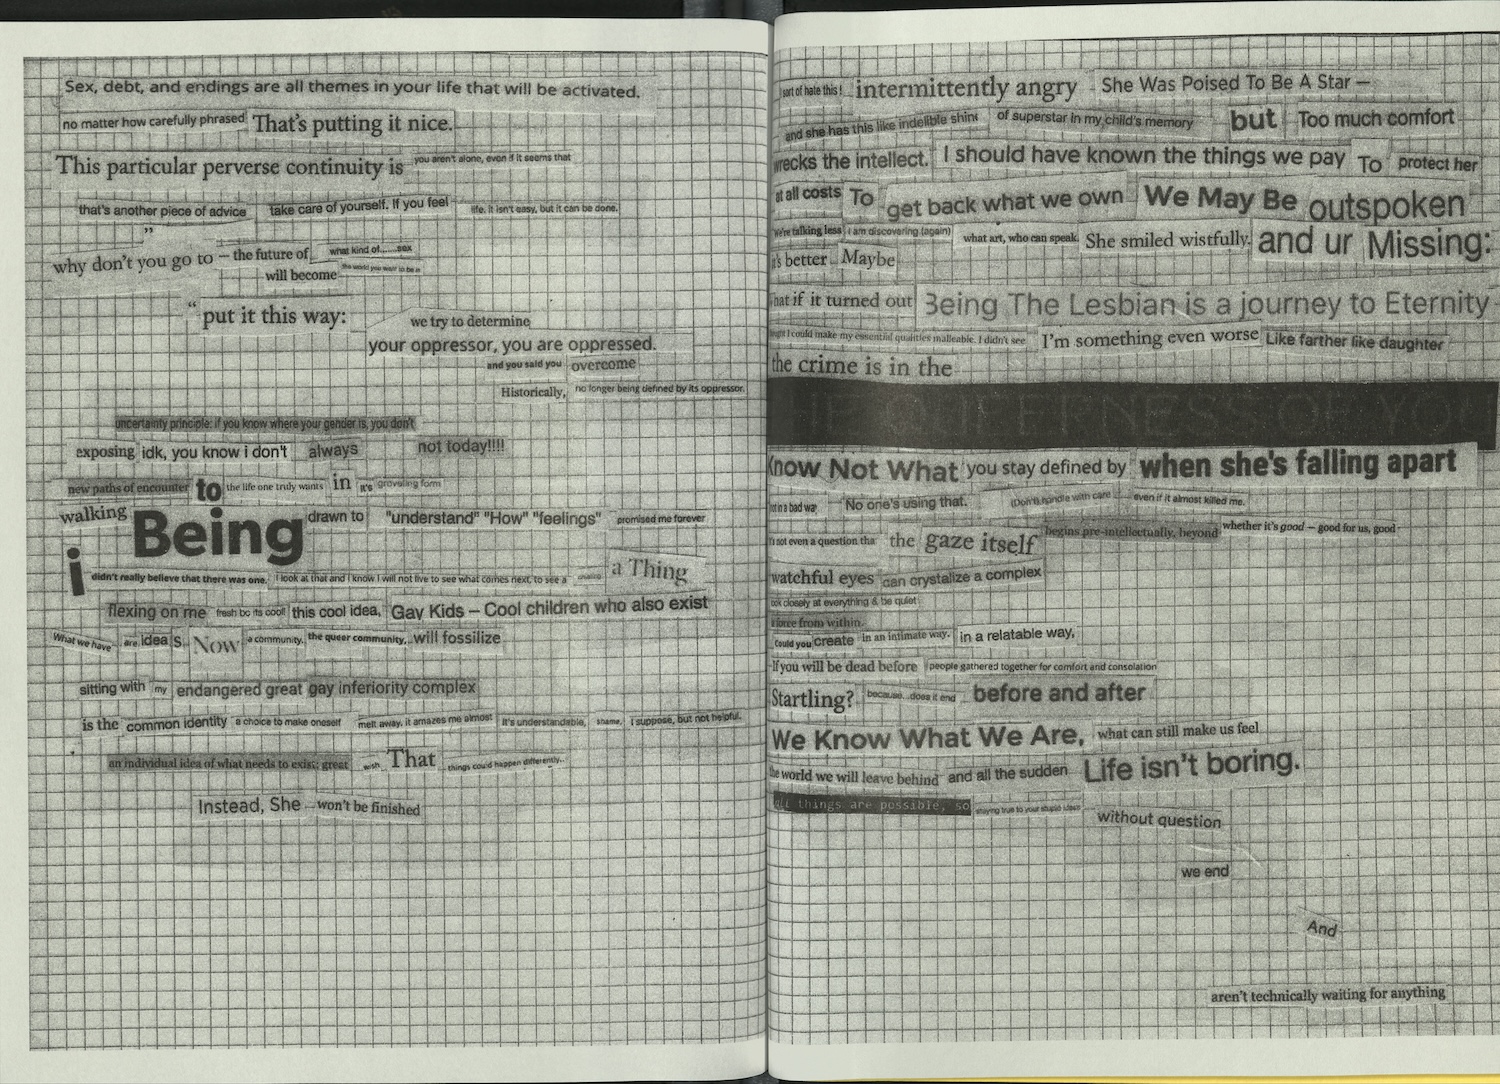 Sex, debt, and endings are all themes in your life that will be activated.
no matter how carefully phrased That's putting it nice.
This particular perverse continuity is you aren't alone, even if it seems that
that's another piece of advice take care of yourself. If you feel life. it isn't easy, but it can be done.
”
why don't you go to – the future of what kind of......sex
will become the world you want to be in
“put it this way:
we try to determine
your oppressor, you are oppressed.
and you said you overcome
Historically, no longer being defined by its oppressor.
uncertainty principle: if you know where your gender is, you don't
exposing idk, you know i don't always not today!!!!
new paths of encounter to the life one truly wants in it's groveling form
walking Being drawn to "understand" "How" "feelings" promised me forever
i didn't really believe that there was one. I look at that and I know I will not live to see what comes next, to see a a Thing
flexing on me fresh bc its cool! this cool idea, Gay Kids – Cool children who also exist
What we have are idea s. Now a community, the queer community, will fossilize
sitting with my endangered great gay inferiority complex
is the common identity a choice to make oneself melt away. it amazes me almost It's understandable, shame, I suppose, but not helpful.
an individual idea of what needs to exist; great wish That things could happen differently..
Instead, She won't be finished
sort of hate this! intermittently angry She Was Poised To Be A Star –
and she has this like indelible shine of superstar in my child's memory but Too much comfort
wrecks the intellect. I should have known the things we pay To protect her
at all costs To get back what we own We May Be outspoken
We're talking less I am discovering (again) what art, who can speak. She smiled wistfully. and ur Missing:
it's better Maybe
hat if it turned out Being The Lesbian is a journey to Eternity
I could make my essential qualities malleable. I didn't see I'm something even worse Like farther like daughter
the crime is in the
Know Not What you stay defined by when she's falling apart
not in a bad way No one's using that. (Don't) handle with care even if it almost killed me.
It's not even a question tha the gaze itself begins pre-intellectually, beyond whether it's good – good for us, good
watchful eyes can crystalize a complex
ook closely at everything & be quiet
force from within.
Could you create in an intimate way. in a relatable way,
If you will be dead before people gathered together for comfort and consolation
Startling? because...does it end before and after
We Know What We Are, what can still make us feel
the world we will leave behind and all the sudden Life isn't boring.
all things are possible, so staying true to your stupid ideas without question
we end
And
aren't technically waiting for anything